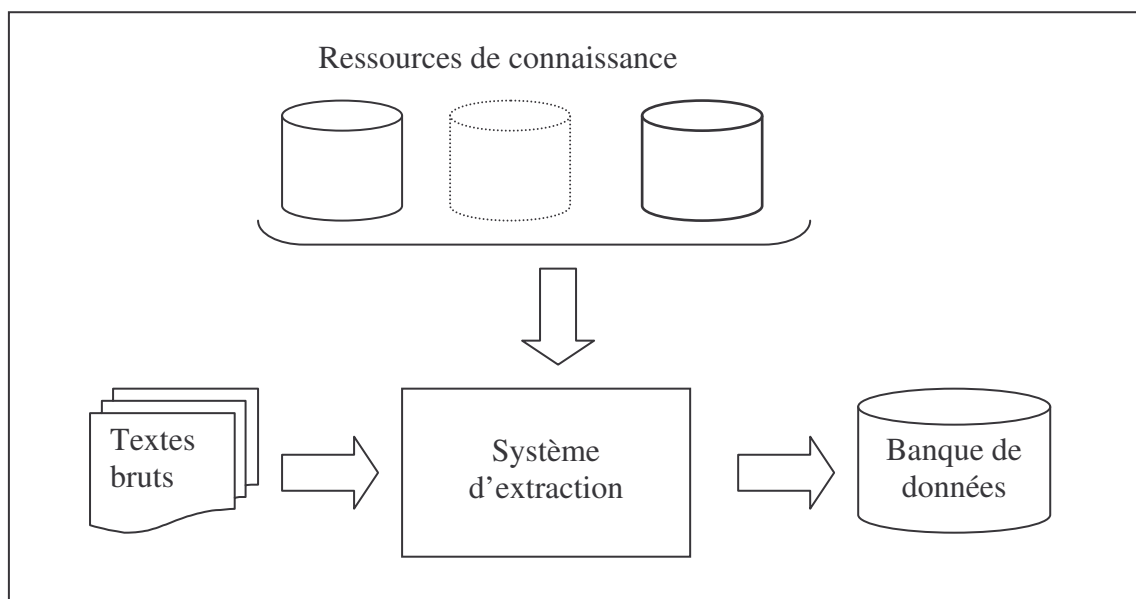 Ressources de connaissance
Textes
bruts
Système
d’extraction
Banque de
données